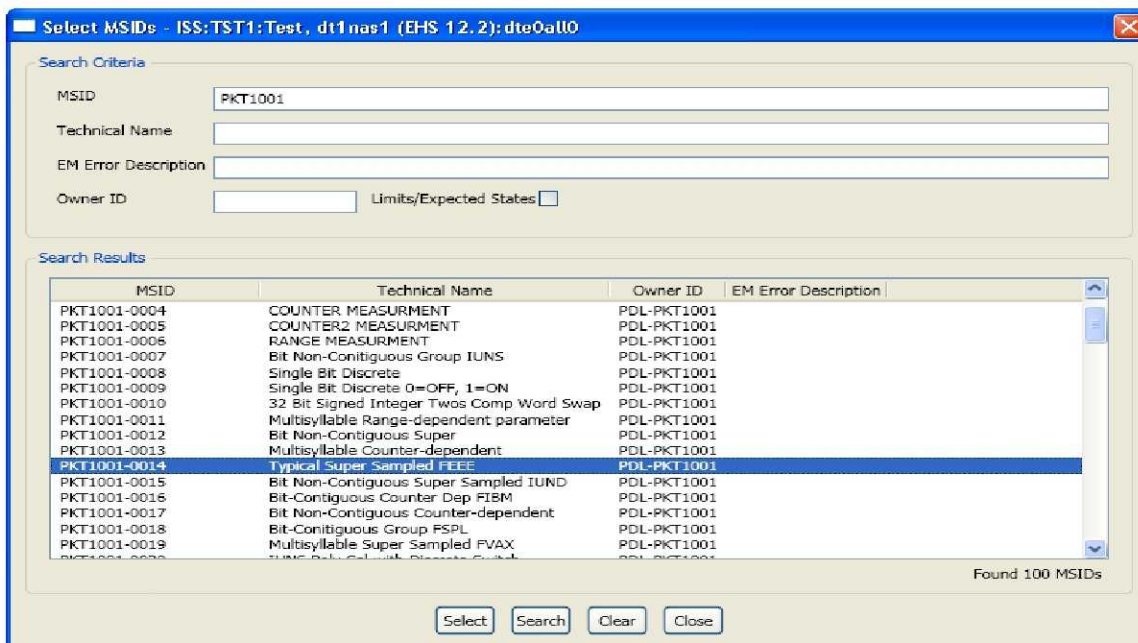 Select MSIDs - ISS:TST1:Test, dt1nas1 (EHS 12.2):dte0all0
Search Criteria
MSID PKT1001
Technical Name
EM Error Description
Owner ID Limits/Expected States
Search Results
MSID Technical Name Owner ID EM Error Description
PKT1001-0004 COUNTER MEASURMENT PDL-PKT1001
PKT1001-0005 COUNTER2 MEASURMENT PDL-PKT1001
PKT1001-0006 RANGE MEASURMENT PDL-PKT1001
PKT1001-0007 Bit Non-Conitiguous Group IUNS PDL-PKT1001
PKT1001-0008 Single Bit Discrete PDL-PKT1001
PKT1001-0009 Single Bit Discrete 0=OFF, 1=ON PDL-PKT1001
PKT1001-0010 32 Bit Signed Integer Twos Comp Word Swap PDL-PKT1001
PKT1001-0011 Multisyllable Range-dependent parameter PDL-PKT1001
PKT1001-0012 Bit Non-Contiguous Super PDL-PKT1001
PKT1001-0013 Multisyllable Counter-dependent PDL-PKT1001
PKT1001-0014 Typical Super Sampled FEEE PDL-PKT1001
PKT1001-0015 Bit Non-Contiguous Super Sampled IUND PDL-PKT1001
PKT1001-0016 Bit-Contiguous Counter Dep FIBM PDL-PKT1001
PKT1001-0017 Bit Non-Contiguous Counter-dependent PDL-PKT1001
PKT1001-0018 Bit-Conitiguous Group FSPL PDL-PKT1001
PKT1001-0019 Multisyllable Super Sampled FVAX PDL-PKT1001
Found 100 MSIDs
Select Search Clear Close